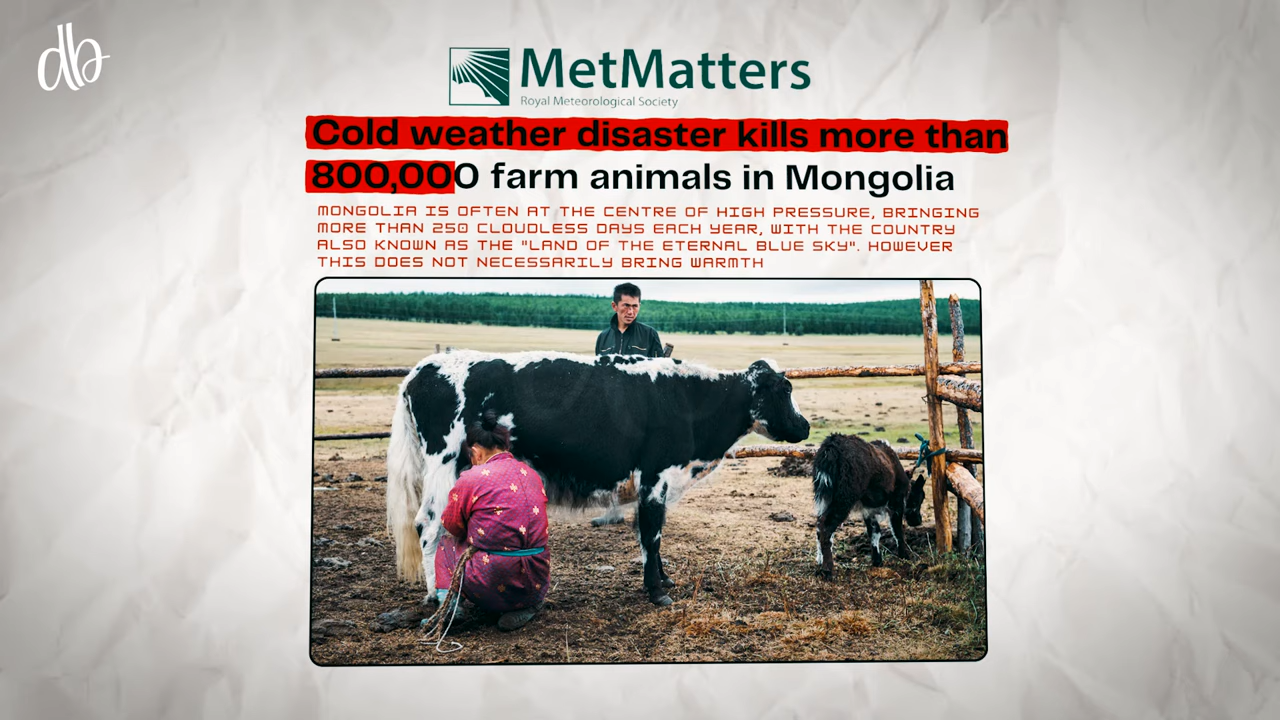 db
MetMatters
Royal Meteorological Society
Cold weather disaster kills more than
800,000 farm animals in Mongolia
MONGOLIA IS OFTEN AT THE CENTRE OF HIGH PRESSURE, BRINGING
MORE THAN 250 CLOUDLESS DAYS EACH YEAR, WITH THE COUNTRY
ALSO KNOWN AS THE "LAND OF THE ETERNAL BLUE SKY". HOWEVER
THIS DOES NOT NECESSARILY BRING WARMTH